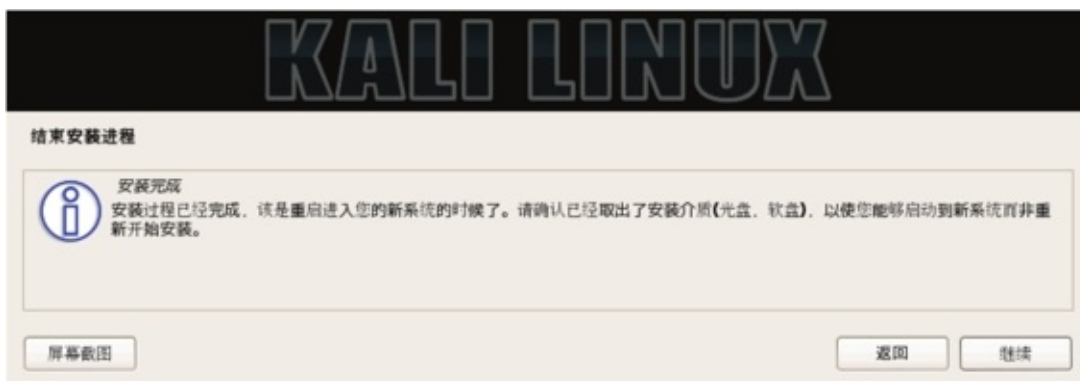 KALI LINUX
结束安装进程
安装完成
安装过程已经完成，该是重启进入您的新系统的时候了。请确认已经取出了安装介质(光盘、软盘)，以使您能够启动到新系统而非重
新开始安装。
屏幕截图
返回
继续